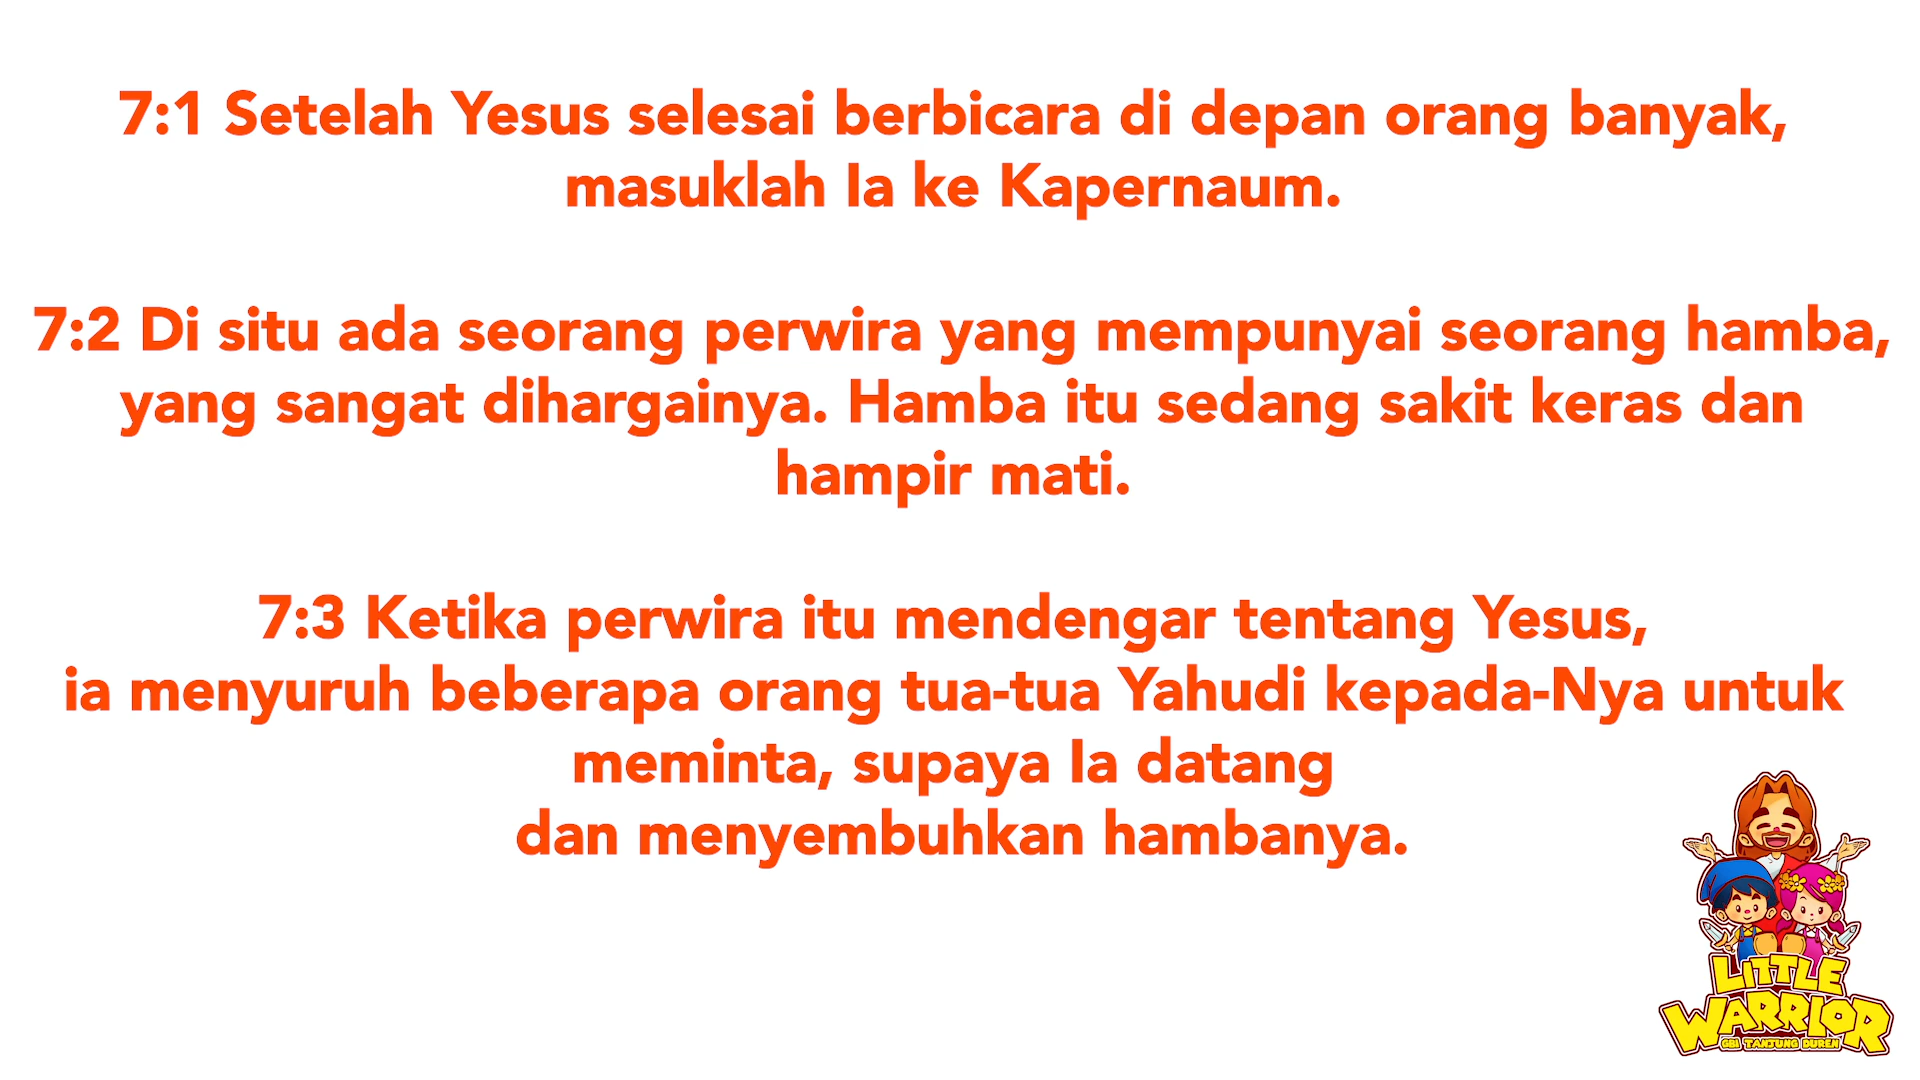 7:1 Setelah Yesus selesai berbicara di depan orang banyak,
masuklah Ia ke Kapernaum.
7:2 Di situ ada seorang perwira yang mempunyai seorang hamba,
yang sangat dihargainya. Hamba itu sedang sakit keras dan
hampir mati.
7:3 Ketika perwira itu mendengar tentang Yesus,
ia menyuruh beberapa orang tua-tua Yahudi kepada-Nya untuk
meminta, supaya Ia datang
dan menyembuhkan hambanya.
LITTLE
WARRIOR
GBI TANJUNG DUREN